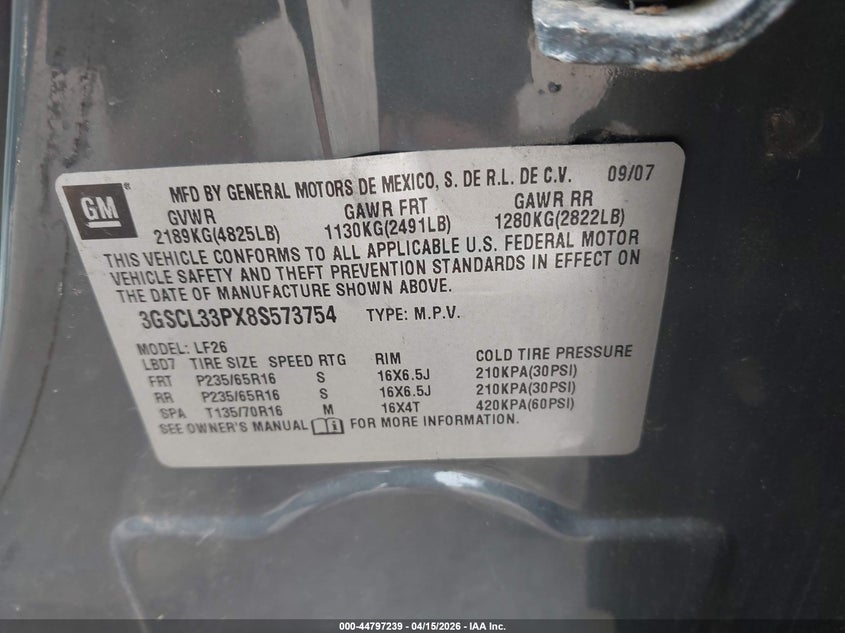 GM ®
MFD BY GENERAL MOTORS DE MEXICO, S. DE R.L. DE C.V. 09/07
GVWR GAWR FRT GAWR RR
2189KG(4825LB) 1130KG(2491LB) 1280KG(2822LB)
THIS VEHICLE CONFORMS TO ALL APPLICABLE U.S. FEDERAL MOTOR
VEHICLE SAFETY AND THEFT PREVENTION STANDARDS IN EFFECT ON
THE DATE OF MANUFACTURE SHOWN ABOVE.
3GSCL33PX8S573754 TYPE: M.P.V.
MODEL: LF26
LBD7 TIRE SIZE SPEED RTG RIM COLD TIRE PRESSURE
FRT P235/65R16 S 16X6.5J 210KPA(30PSI)
RR P235/65R16 S 16X6.5J 210KPA(30PSI)
SPA T135/70R16 M 16X4T 420KPA(60PSI)
SEE OWNER'S MANUAL FOR MORE INFORMATION.
000-44797239 - 04/15/2026 - IAA Inc.